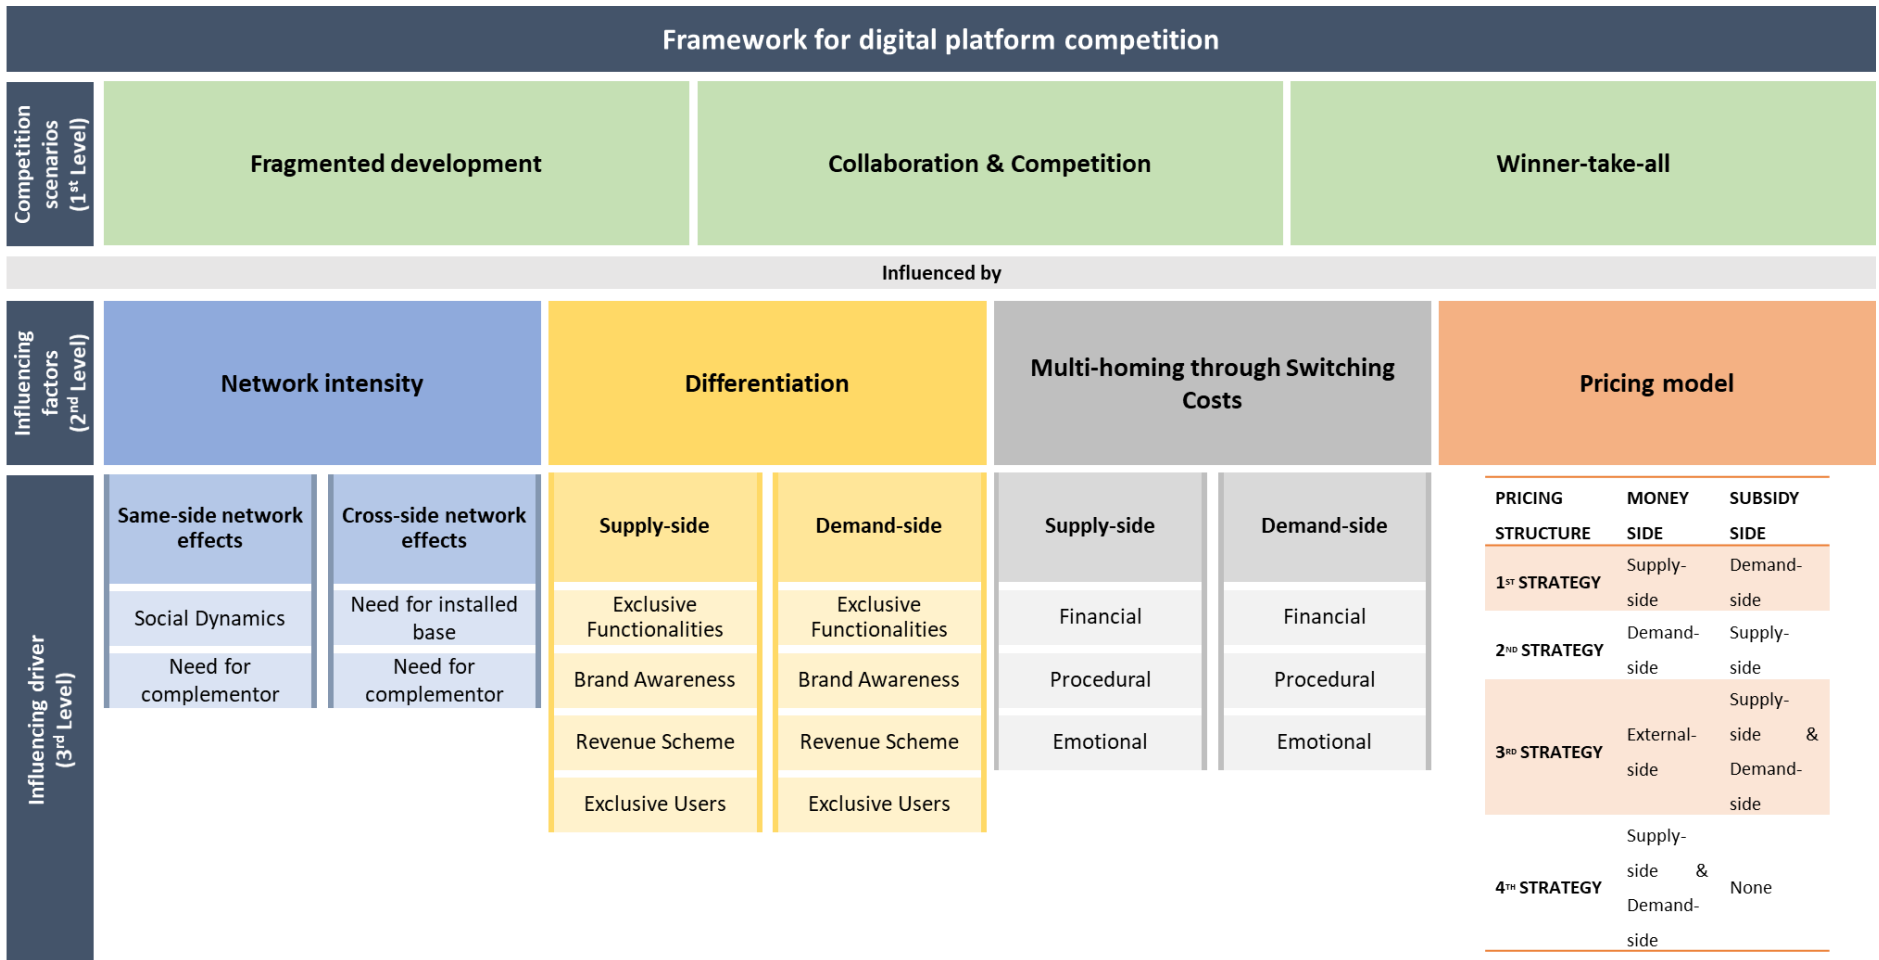 Framework for digital platform competition
Competition
scenarios
(1st Level)
Fragmented development
Collaboration & Competition
Winner-take-all
Influenced by
Influencing
factors
(2nd Level)
Network intensity
Differentiation
Multi-homing through Switching
Costs
Pricing model
Influencing driver
(3rd Level)
Same-side network
effects
Social Dynamics
Need for
complementor
Cross-side network
effects
Need for installed
base
Need for
complementor
Supply-side
Exclusive
Functionalities
Brand Awareness
Revenue Scheme
Exclusive Users
Demand-side
Exclusive
Functionalities
Brand Awareness
Revenue Scheme
Exclusive Users
Supply-side
Financial
Procedural
Emotional
Demand-side
Financial
Procedural
Emotional
PRICING
STRUCTURE
MONEY
SIDE
SUBSIDY
SIDE
1ST STRATEGY
Supply-
side
Demand-
side
2ND STRATEGY
Demand-
side
Supply-
side
3RD STRATEGY
External-
side
Supply-
side &
Demand-
side
4TH STRATEGY
Supply-
side &
Demand-
side
None